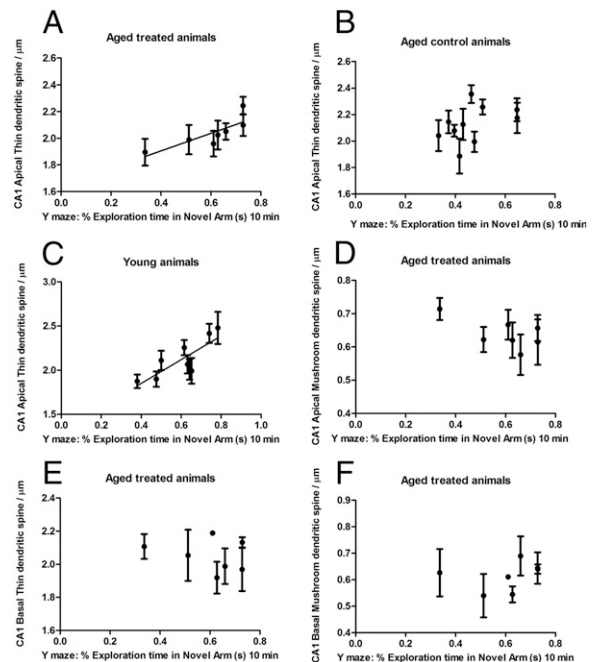 A
Aged treated animals
CA1 Apical Thin dendritic spine / μm
2.6
2.4
2.2
2.0
1.8
1.6
0.0 0.2 0.4 0.6 0.8
Y maze: % Exploration time in Novel Arm (s) 10 min
B
Aged control animals
CA1 Apical Thin dendritic spine / μm
2.6
2.4
2.2
2.0
1.8
1.6
0.0 0.2 0.4 0.6 0.8
Y maze: % Exploration time in Novel Arm (s) 10 min
C
Young animals
CA1 Apical Thin dendritic spine / μm
3.0
2.5
2.0
1.5
1.0
0.0 0.2 0.4 0.6 0.8 1.0
Y maze: % Exploration time in Novel Arm (s) 10 min
D
Aged treated animals
CA1 Apical Mushroom dendritic spine / μm
0.8
0.7
0.6
0.5
0.4
0.0 0.2 0.4 0.6 0.8
Y maze: % Exploration time in Novel Arm (s) 10 min
E
Aged treated animals
CA1 Basal Thin dendritic spine / μm
2.6
2.4
2.2
2.0
1.8
1.6
0.0 0.2 0.4 0.6 0.8
Y maze: % Exploration time in Novel Arm (s) 10 min
F
Aged treated animals
CA1 Basal Mushroom dendritic spine / μm
0.9
0.8
0.7
0.6
0.5
0.4
0.0 0.2 0.4 0.6 0.8
Y maze: % Exploration time in Novel Arm (s) 10 min